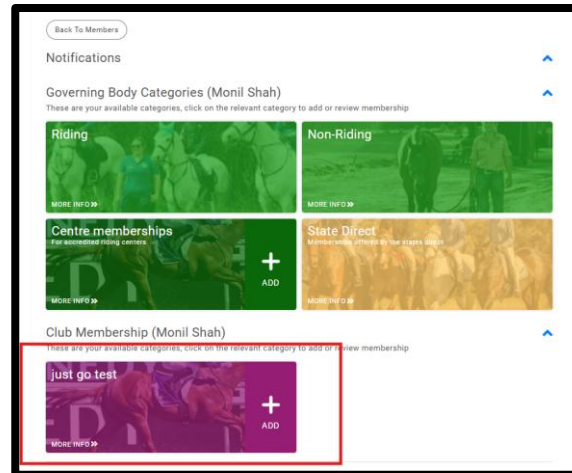 Back To Members
Notifications
Governing Body Categories (Monil Shah)
These are your available categories, click on the relevant category to add or review membership
Riding
MORE INFO »
Non-Riding
MORE INFO »
Centre memberships
For accredited riding centers
+
ADD
MORE INFO »
State Direct
Memberships offered by the states direct
MORE INFO »
Club Membership (Monil Shah)
These are your available categories, click on the relevant category to add or review membership
just go test
+
ADD
MORE INFO »